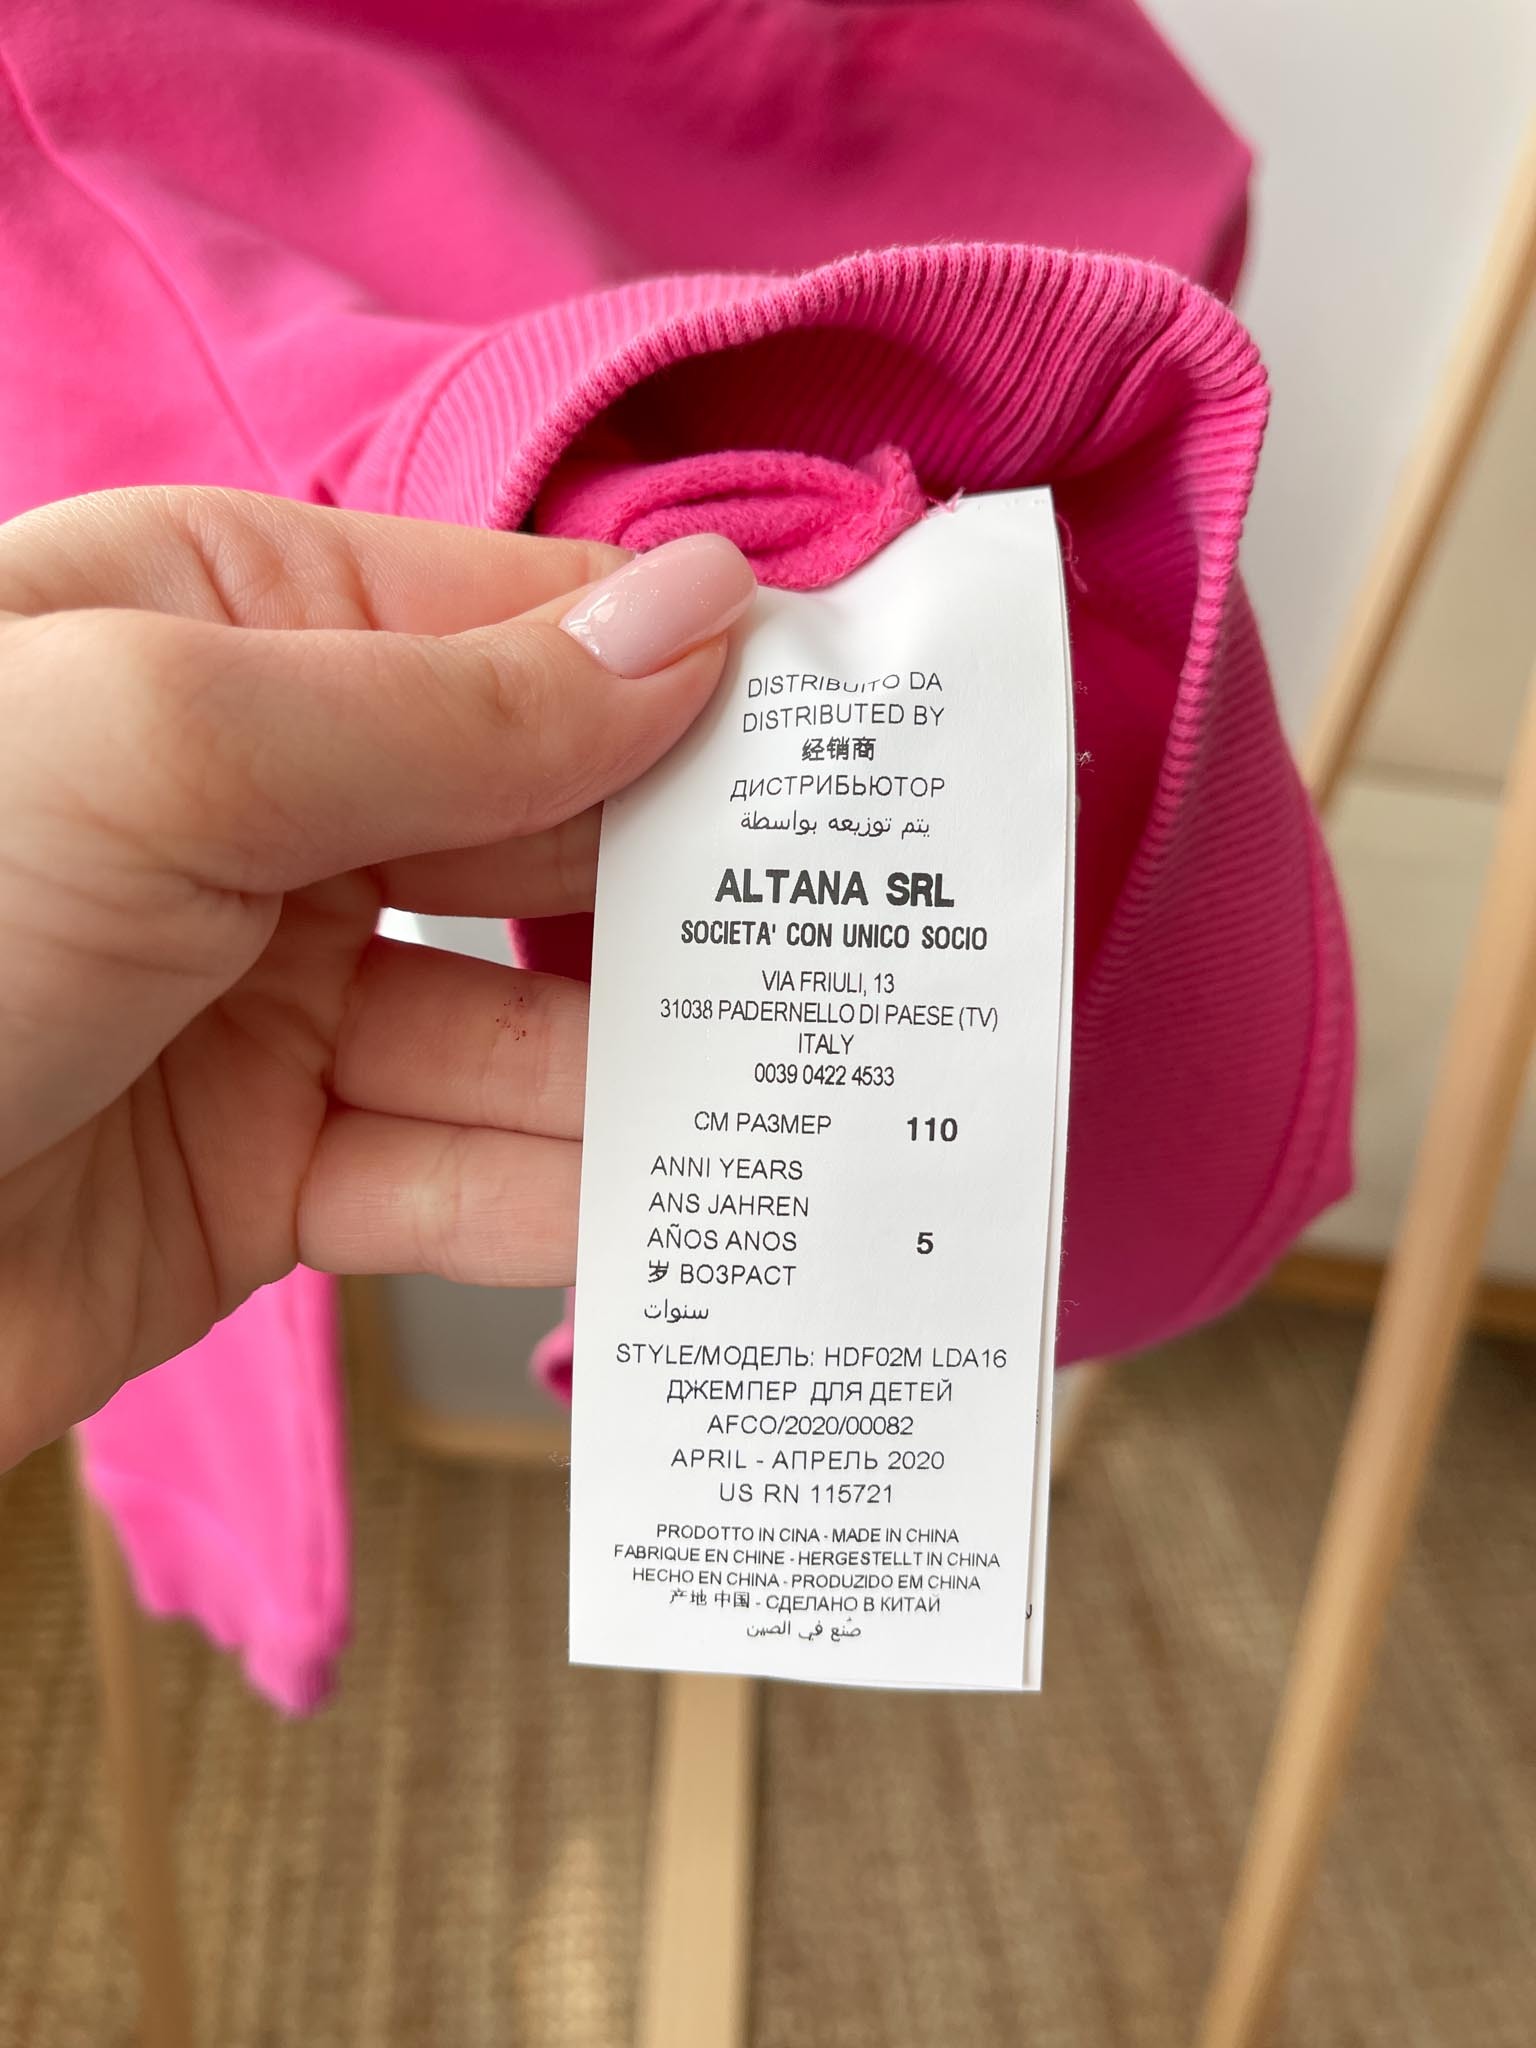 DISTRIBUITO DA
DISTRIBUTED BY
经销商
ДИСТРИБЬЮТОР
يتم توزيعه بواسطة
ALTANA SRL
SOCIETA' CON UNICO SOCIO
VIA FRIULI, 13
31038 PADERNELLO DI PAESE (TV)
ITALY
0039 0422 4533
CM РАЗМЕР 110
ANNI YEARS
ANS JAHREN
AÑOS ANOS 5
岁 ВОЗРАСТ
سنوات
STYLE/МОДЕЛЬ: HDF02M LDA16
ДЖЕМПЕР ДЛЯ ДЕТЕЙ
AFCO/2020/00082
APRIL - АПРЕЛЬ 2020
US RN 115721
PRODOTTO IN CINA - MADE IN CHINA
FABRIQUE EN CHINE - HERGESTELLT IN CHINA
HECHO EN CHINA - PRODUZIDO EM CHINA
产地 中国 - СДЕЛАНО В КИТАЙ
صُنع في الصين